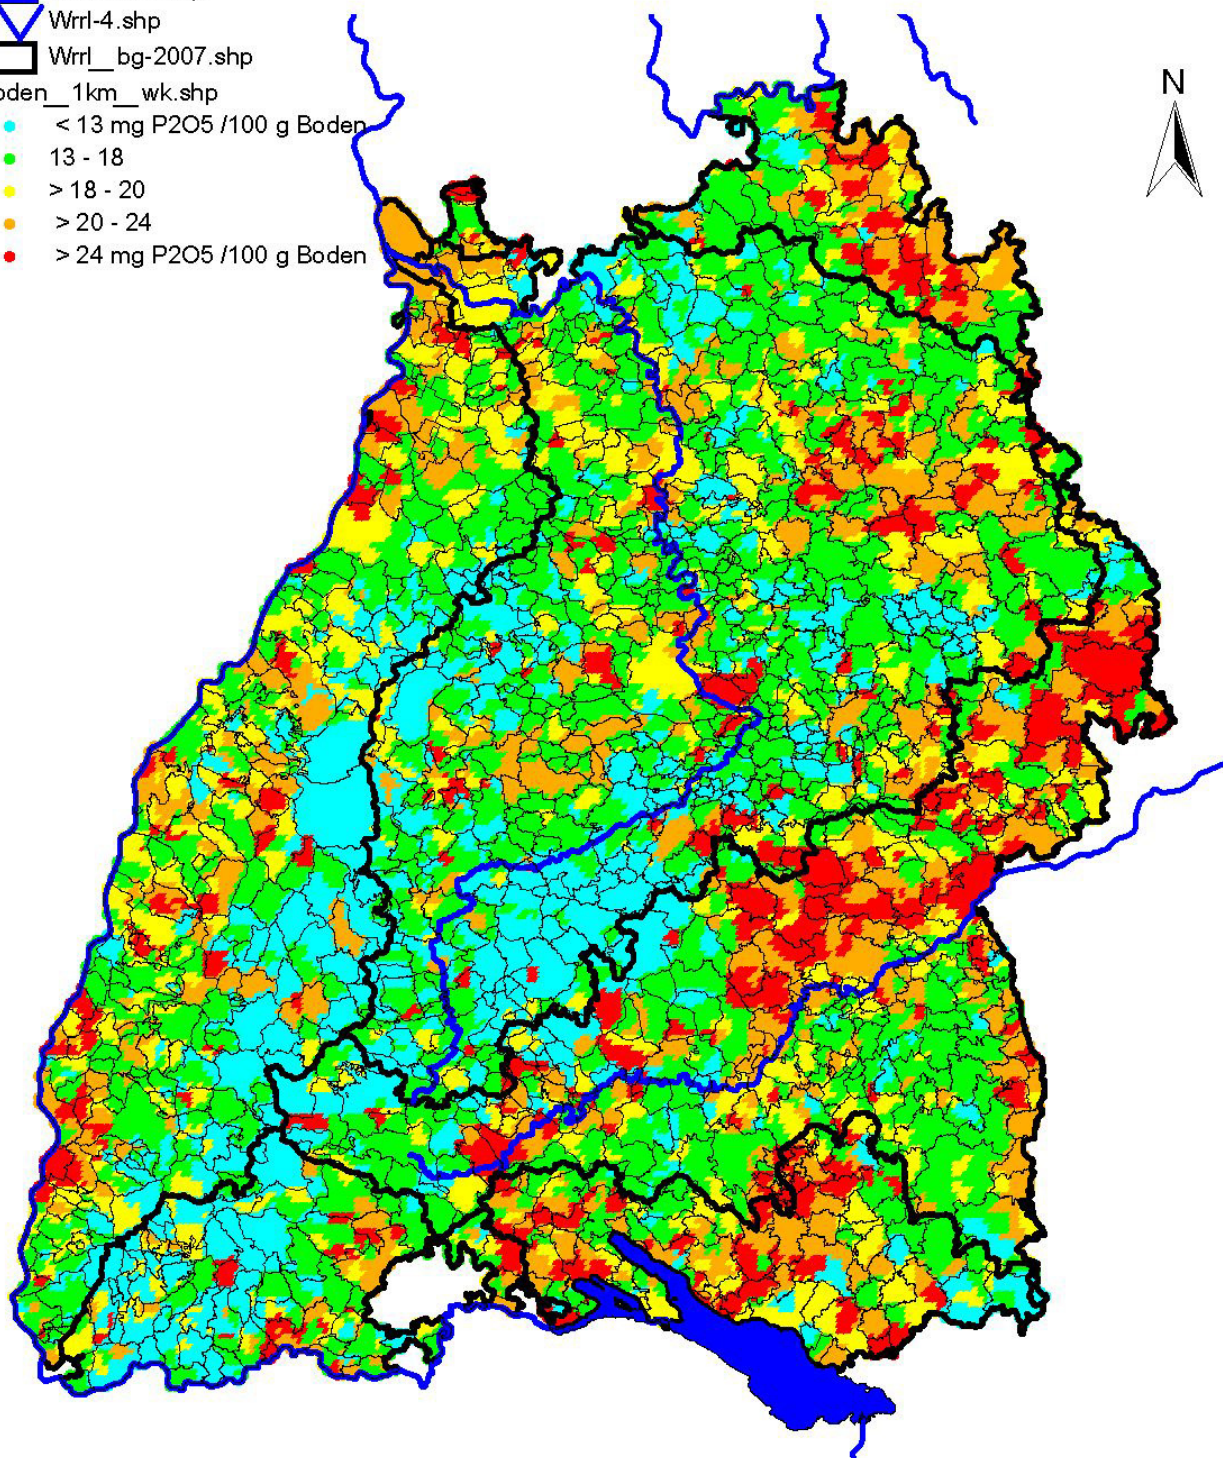 Wrrl-4.shp
Wrrl__bg-2007.shp
oden__1km__wk.shp
< 13 mg P2O5 /100 g Boden
13 - 18
> 18 - 20
> 20 - 24
> 24 mg P2O5 /100 g Boden
N